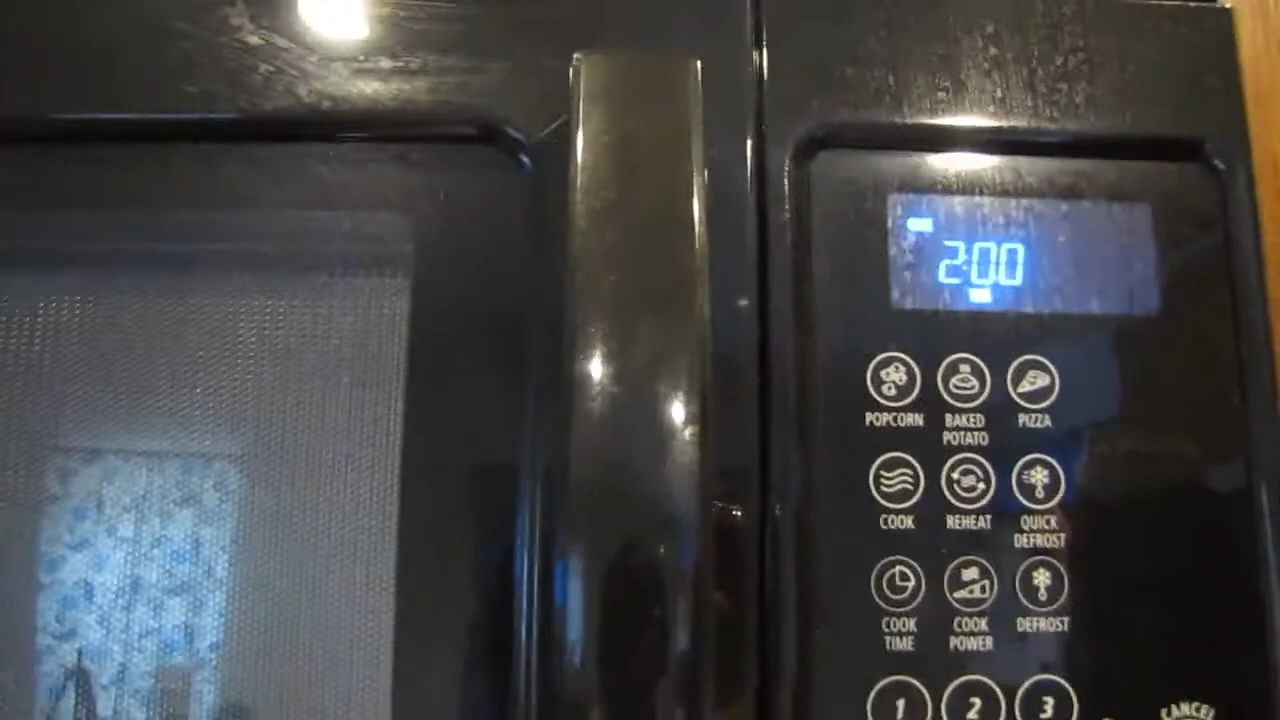 2:00
POPCORN
BAKED
POTATO
PIZZA
COOK
REHEAT
QUICK
DEFROST
COOK
TIME
COOK
POWER
DEFROST
1
2
3
CANCEL